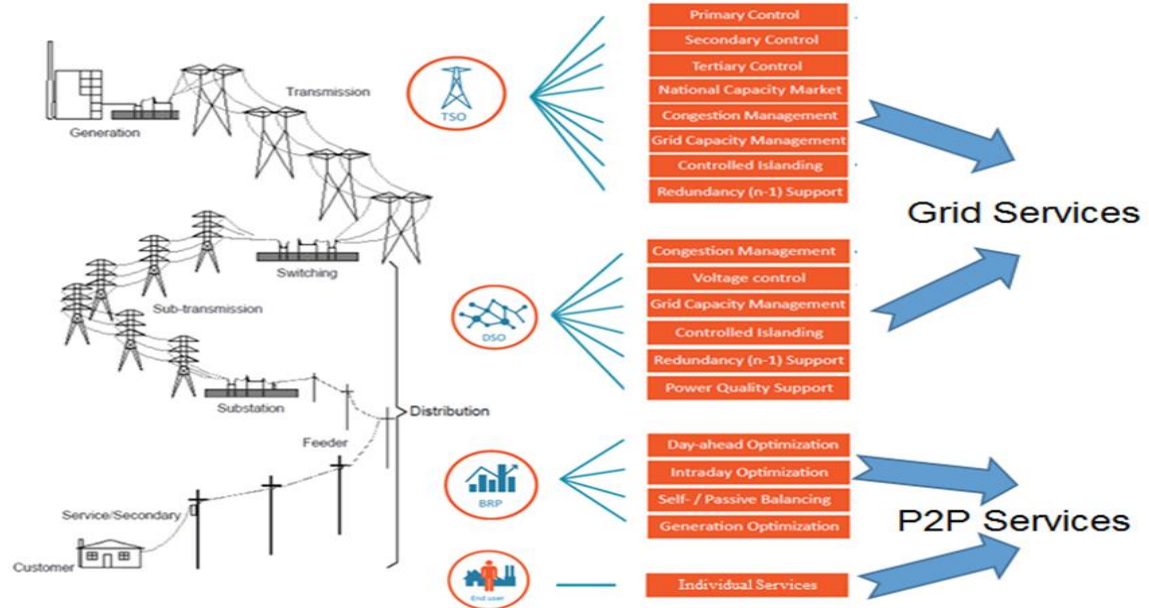 Generation
Transmission
Switching
Sub-transmission
Substation
Distribution
Feeder
Service/Secondary
Customer
TSO
Primary Control
Secondary Control
Tertiary Control
National Capacity Market
Congestion Management
Grid Capacity Management
Controlled Islanding
Redundancy (n-1) Support
DSO
Congestion Management
Voltage control
Grid Capacity Management
Controlled Islanding
Redundancy (n-1) Support
Power Quality Support
Grid Services
BRP
Day-ahead Optimization
Intraday Optimization
Self- / Passive Balancing
Generation Optimization
End user
Individual Services
P2P Services